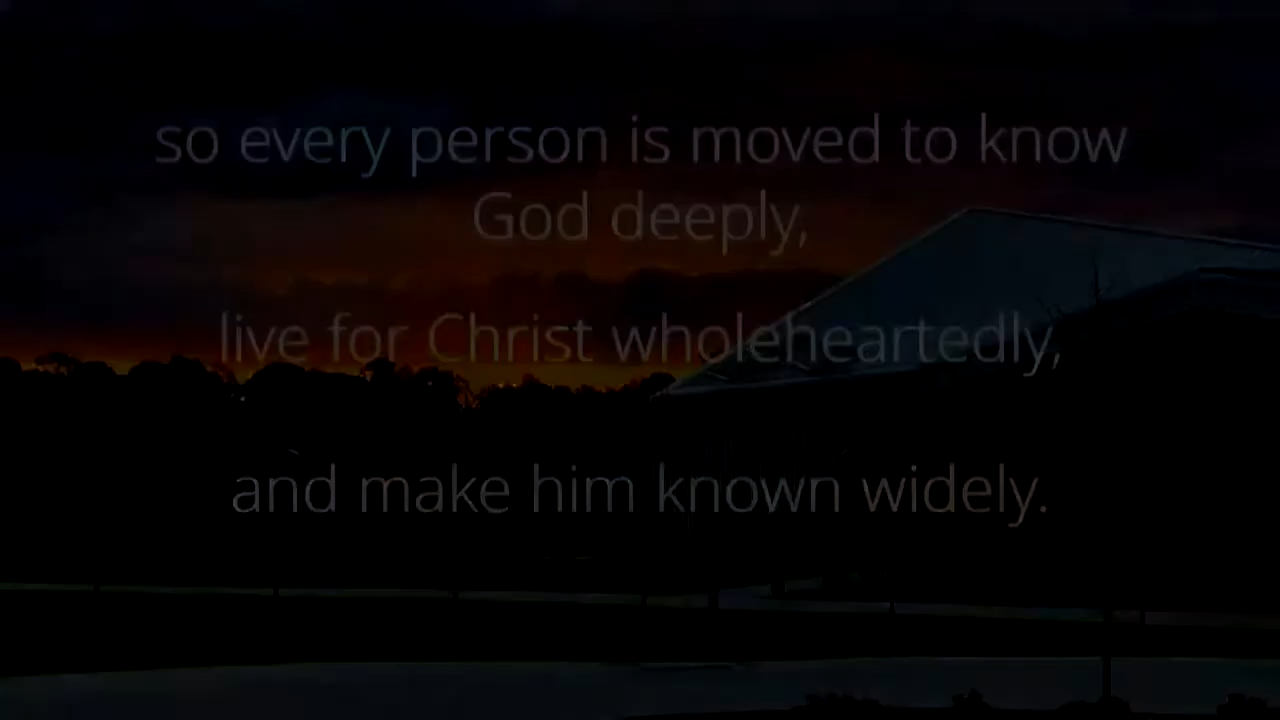 so every person is moved to know
God deeply,
live for Christ wholeheartedly,
and make him known widely.